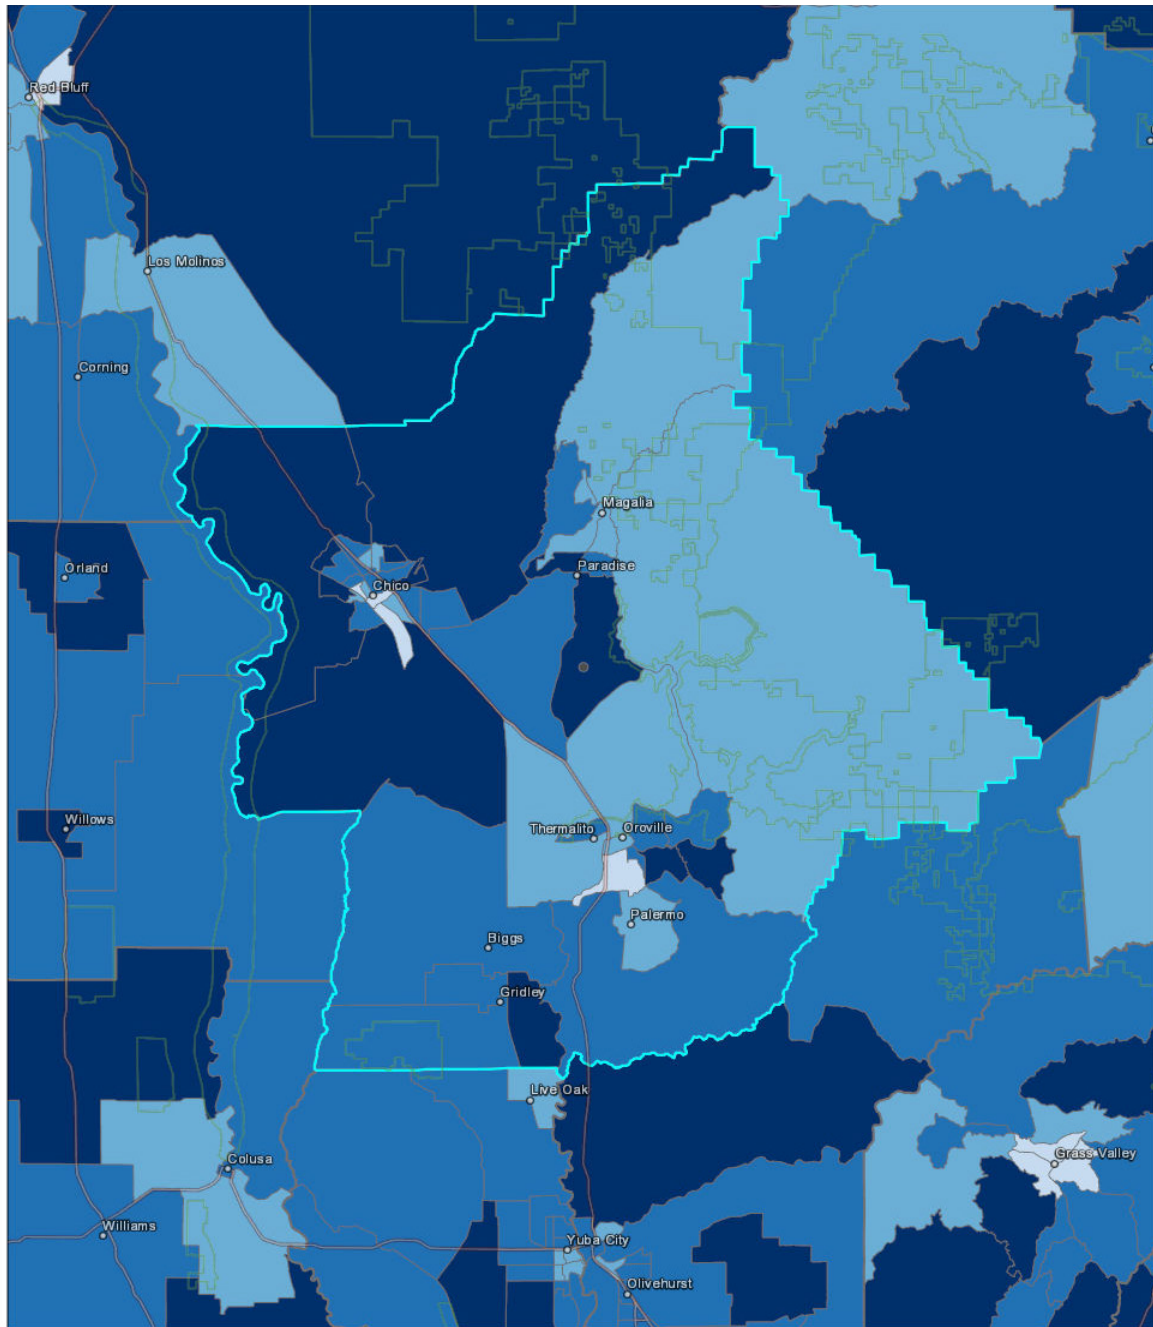 Red Bluff
Los Molinos
Corning
Magalia
Paradise
Orland
Chico
Willows
Thermalito
Oroville
Palermo
Biggs
Gridley
Live Oak
Colusa
Grass Valley
Williams
Yuba City
Olivehurst